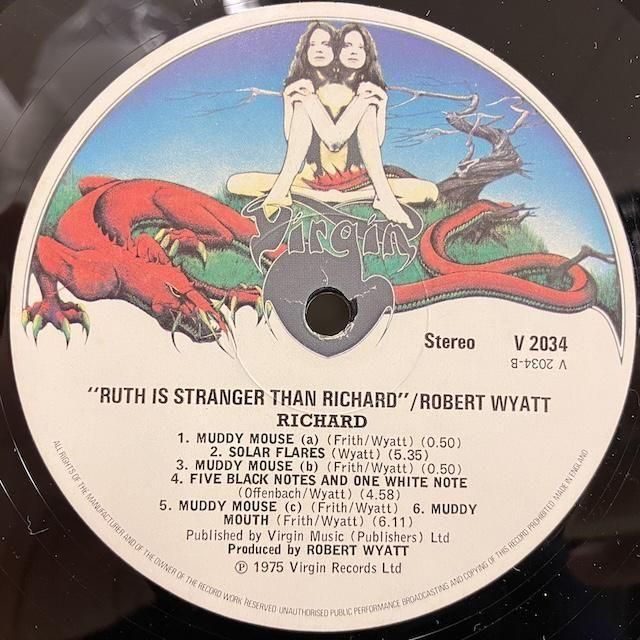 Virgin
Stereo V 2034
V 2034-B
"RUTH IS STRANGER THAN RICHARD"/ROBERT WYATT
RICHARD
1. MUDDY MOUSE (a) (Frith/Wyatt) (0.50)
2. SOLAR FLARES (Wyatt) (5.35)
3. MUDDY MOUSE (b) (Frith/Wyatt) (0.50)
4. FIVE BLACK NOTES AND ONE WHITE NOTE
(Offenbach/Wyatt) (4.58)
5. MUDDY MOUSE (c) (Frith/Wyatt) 6. MUDDY
MOUTH (Frith/Wyatt) (6.11)
Published by Virgin Music (Publishers) Ltd
Produced by ROBERT WYATT
Ⓟ 1975 Virgin Records Ltd
ALL RIGHTS OF THE MANUFACTURER AND OF THE OWNER OF THE RECORD WORK RESERVED UNAUTHORISED PUBLIC PERFORMANCE BROADCASTING AND COPYING OF THIS RECORD PROHIBITED MADE IN ENGLAND